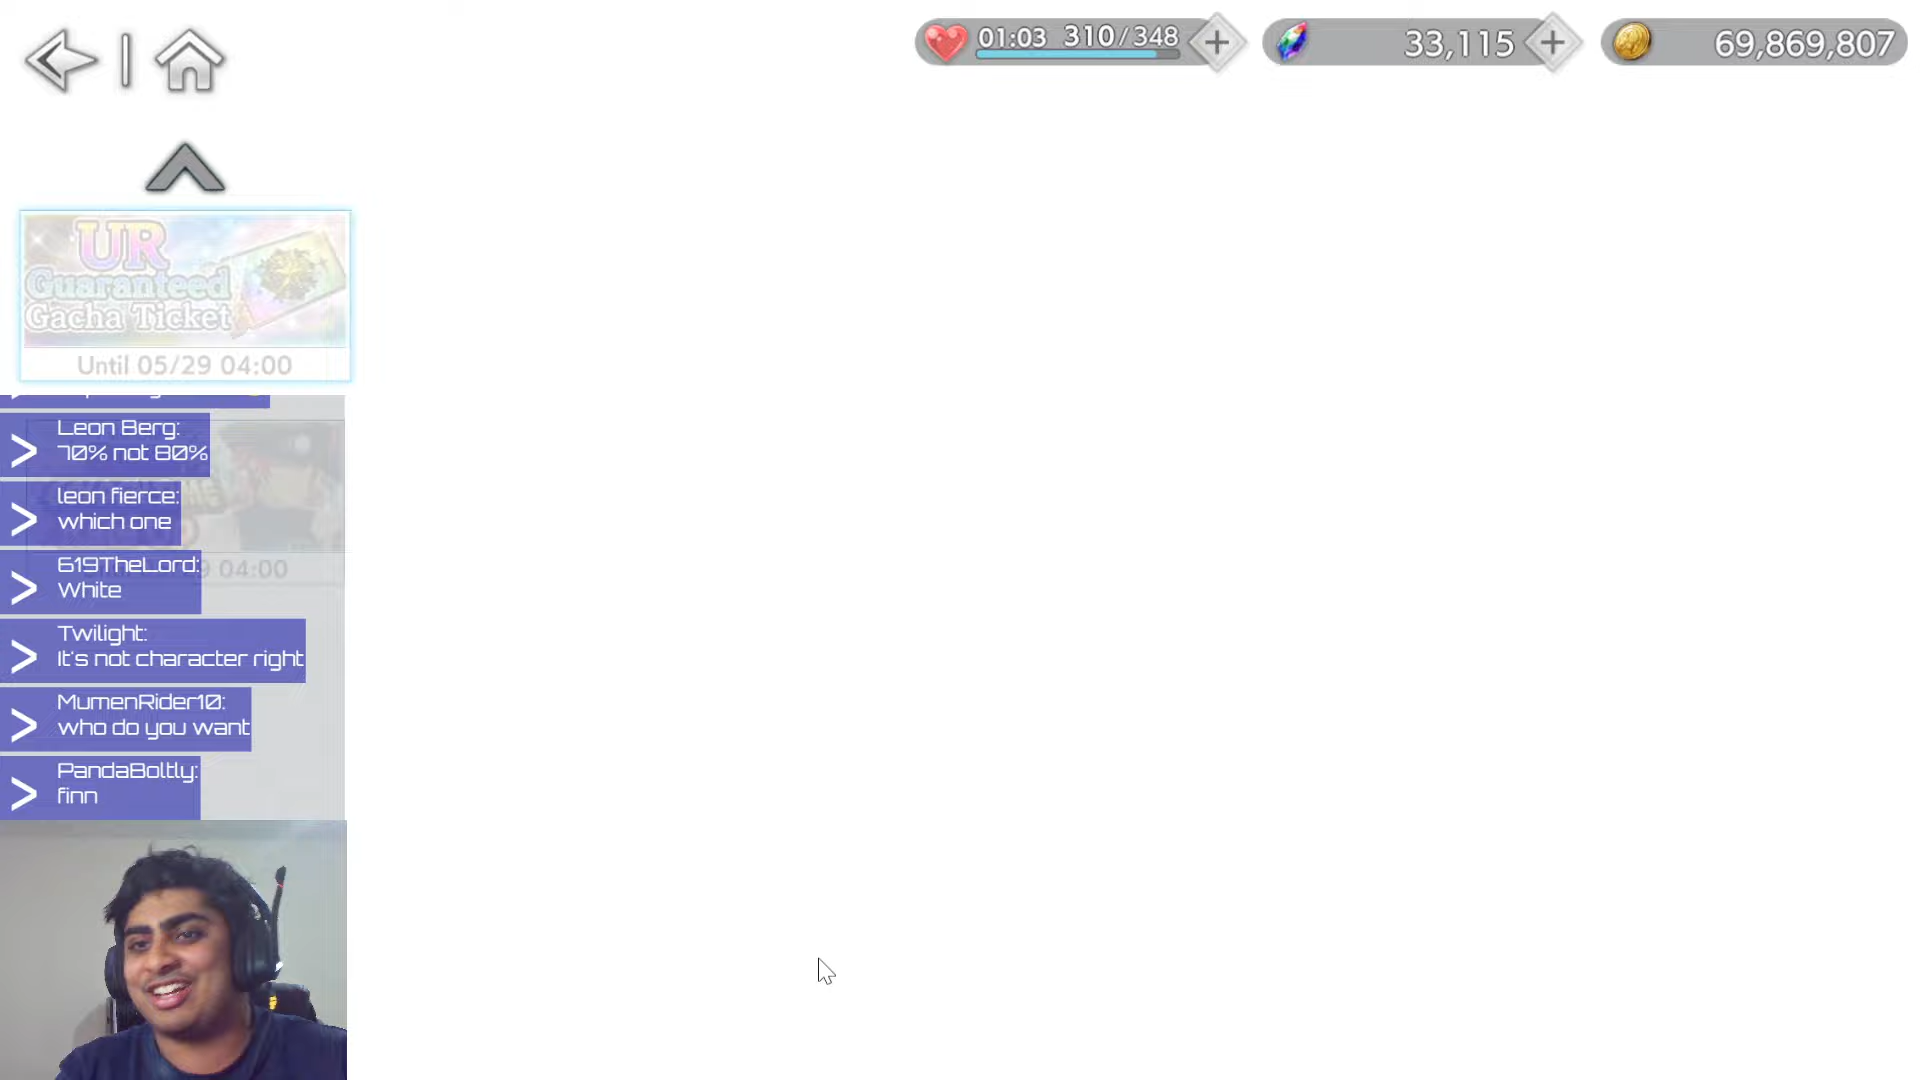 01:03 310/348
33,115
69,869,807
UR
Guaranteed
Gacha Ticket
Until 05/29 04:00
Leon Berg:
70% not 80%
leon fierce:
which one
619TheLord:
04:00
White
Twilight:
It's not character right
MumenRider10:
who do you want
PandaBoltly:
finn